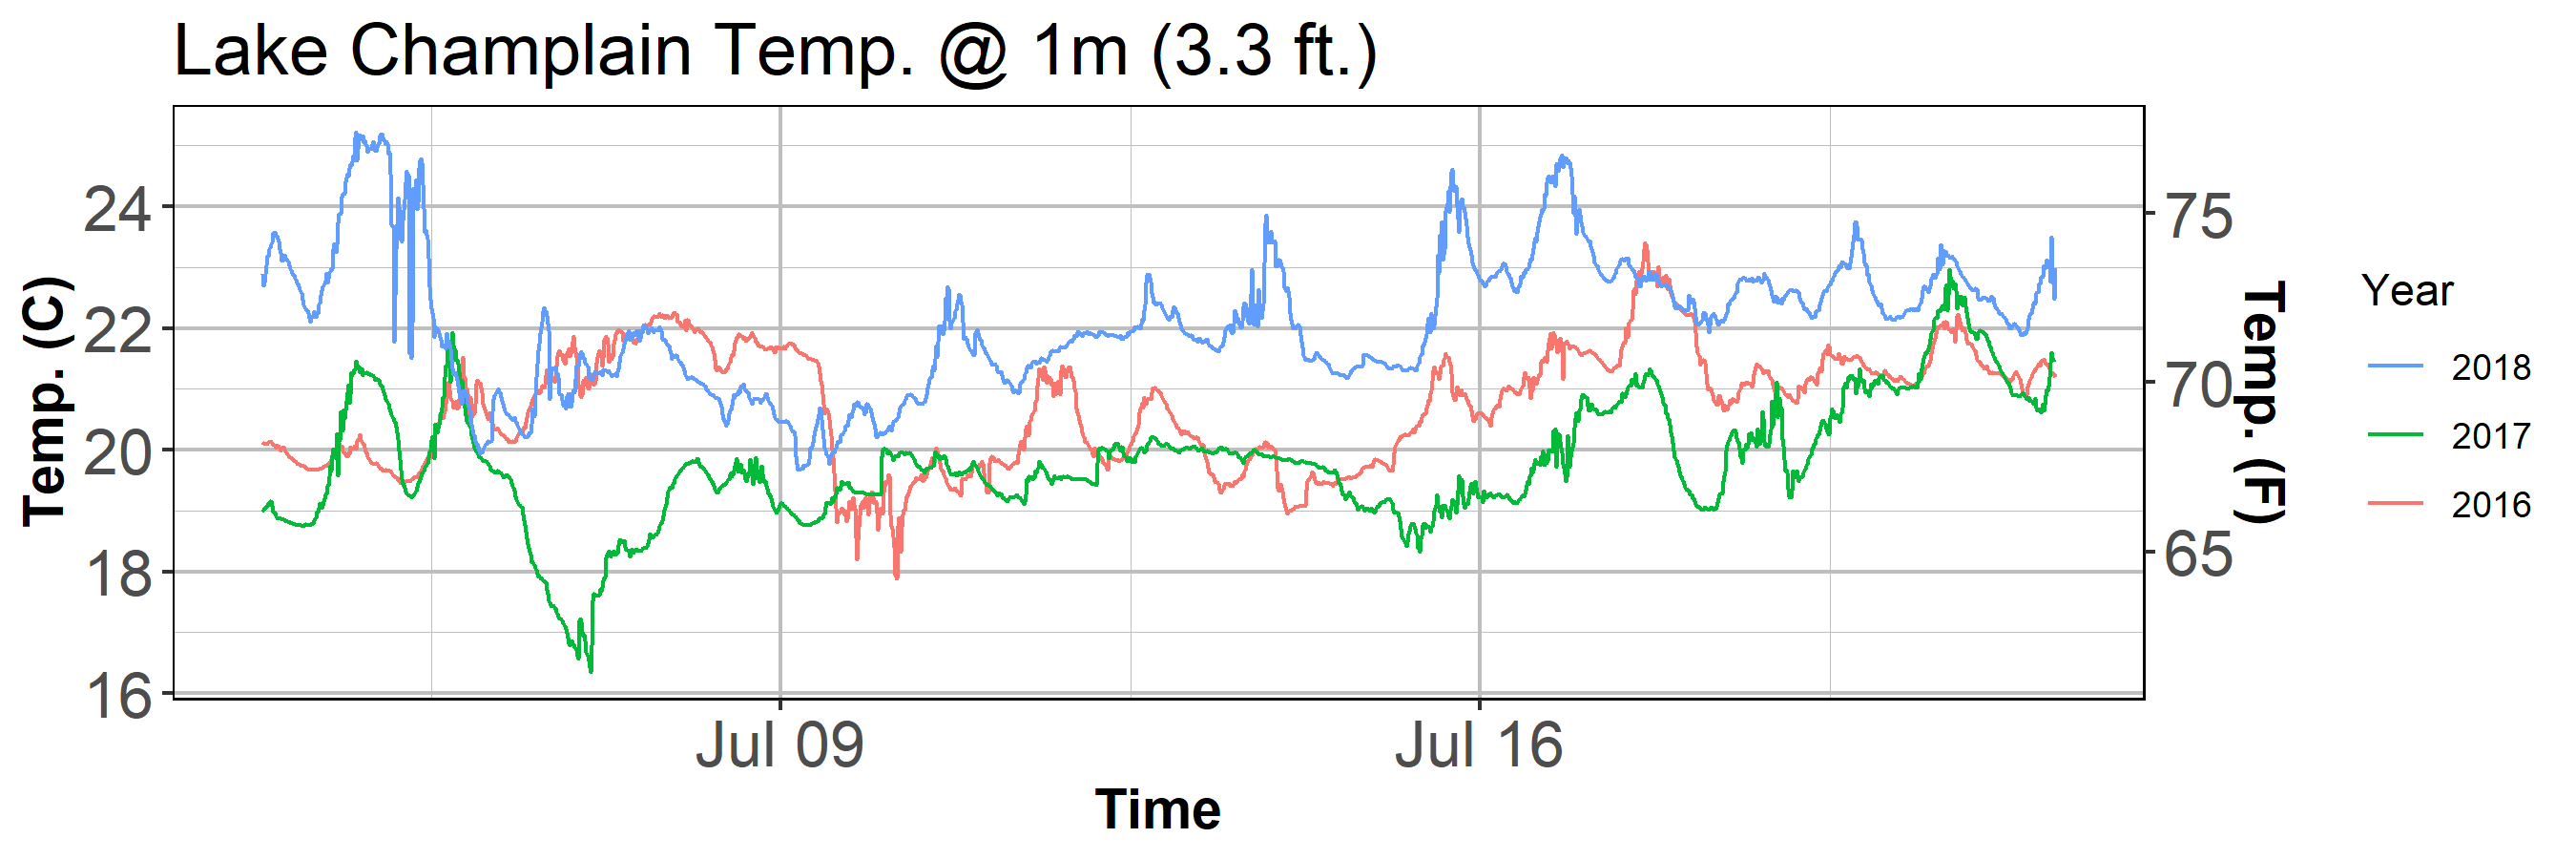 Lake Champlain Temp. @ 1m (3.3 ft.)
Temp. (C)
24
22
20
18
16
75
70
65
Temp. (F)
Jul 09
Jul 16
Time
Year
2018
2017
2016